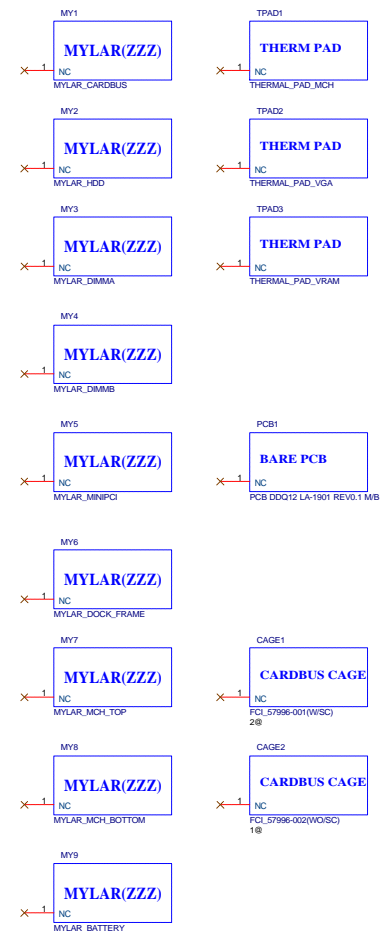 MY1
MYLAR(ZZZ)
1
NC
MYLAR_CARDBUS
TPAD1
THERM PAD
1
NC
THERMAL_PAD_MCH
MY2
MYLAR(ZZZ)
1
NC
MYLAR_HDD
TPAD2
THERM PAD
1
NC
THERMAL_PAD_VGA
MY3
MYLAR(ZZZ)
1
NC
MYLAR_DIMMA
TPAD3
THERM PAD
1
NC
THERMAL_PAD_VRAM
MY4
MYLAR(ZZZ)
1
NC
MYLAR_DIMMB
MY5
MYLAR(ZZZ)
1
NC
MYLAR_MINIPCI
PCB1
BARE PCB
1
NC
PCB DDQ12 LA-1901 REV0.1 M/B
MY6
MYLAR(ZZZ)
1
NC
MYLAR_DOCK_FRAME
MY7
MYLAR(ZZZ)
1
NC
MYLAR_MCH_TOP
CAGE1
CARDBUS CAGE
1
NC
FCI_57996-001(W/SC)
2@
MY8
MYLAR(ZZZ)
1
NC
MYLAR_MCH_BOTTOM
CAGE2
CARDBUS CAGE
1
NC
FCI_57996-002(WO/SC)
1@
MY9
MYLAR(ZZZ)
1
NC
MYLAR_BATTERY